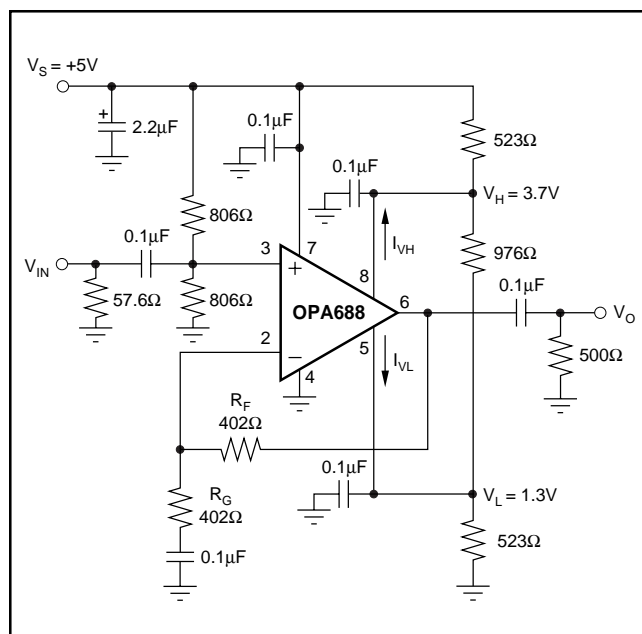 V_S = +5V
+
2.2μF
0.1μF
523Ω
0.1μF
V_H = 3.7V
806Ω
I_VH
976Ω
0.1μF
7
V_IN
3
+
8
0.1μF
57.6Ω
806Ω
OPA688
6
V_O
2
−
5
4
I_VL
500Ω
R_F
402Ω
0.1μF
V_L = 1.3V
R_G
402Ω
523Ω
0.1μF